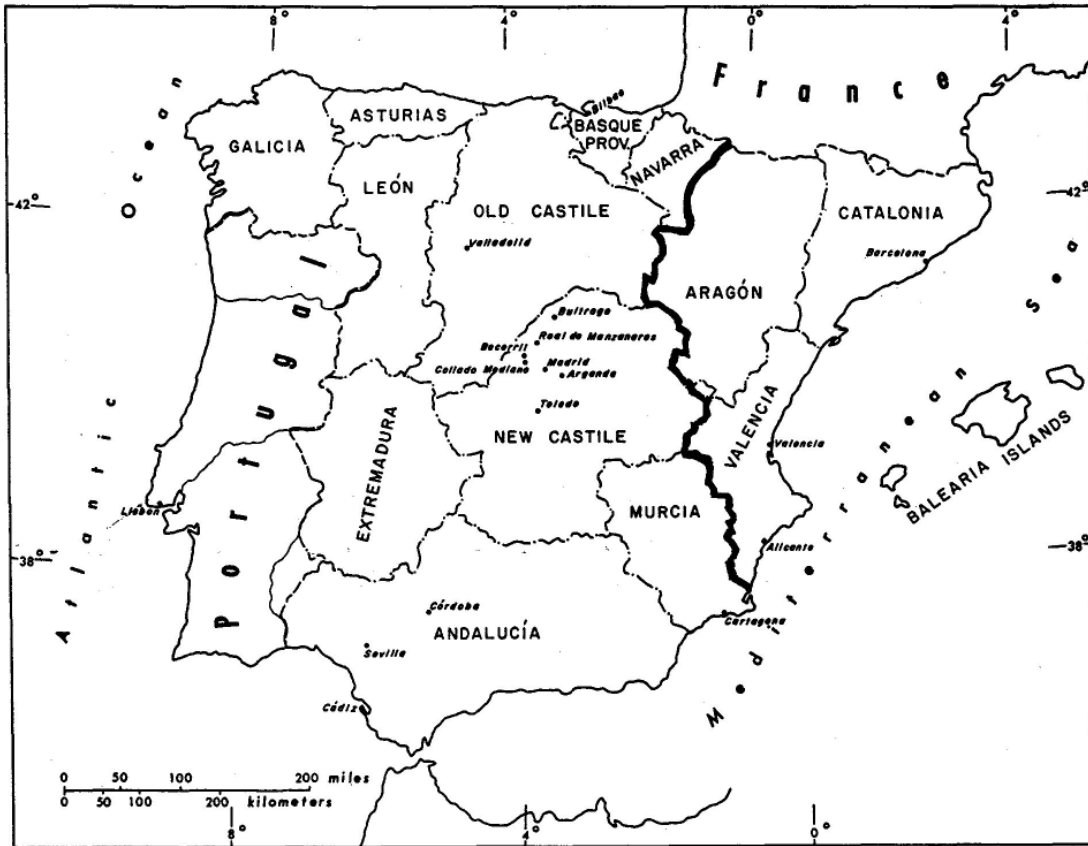 8° 4° 0° 4°
France
Ocean
Bilbao
ASTURIAS
BASQUE
PROV.
GALICIA
NAVARRA
LEÓN
42° 42°
OLD CASTILE
CATALONIA
Valladolid
Barcelona
ARAGÓN
Portugal
Buitrago
Real de Manzanares
Becerril
Madrid
Collado Mediano
Arganda
Toledo
NEW CASTILE
VALENCIA
Valencia
BALEARIA ISLANDS
EXTREMADURA
Lisbon
MURCIA
38° 38°
Alicante
Atlantic
Mediterranean Sea
Córdoba
ANDALUCÍA
Cartagena
Sevilla
Cádiz
0 50 100 200 miles
0 50 100 200 kilometers
8° 4° 0°